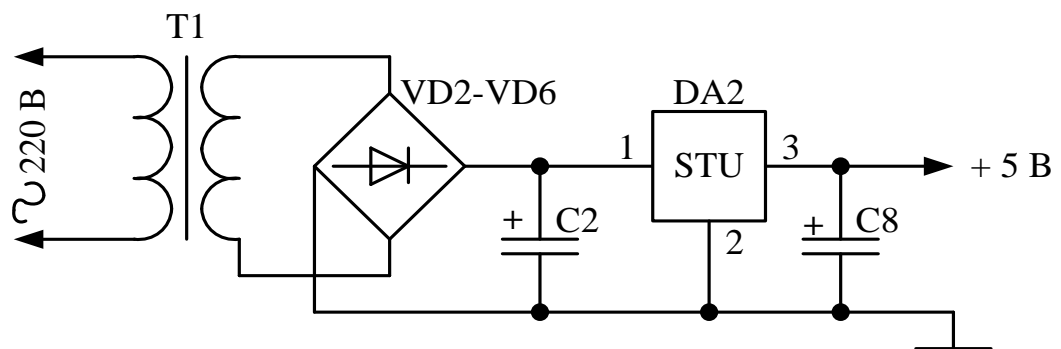 T1
~220 В
VD2-VD6
DA2
1
STU
3
+ 5 В
+
C2
2
+
C8